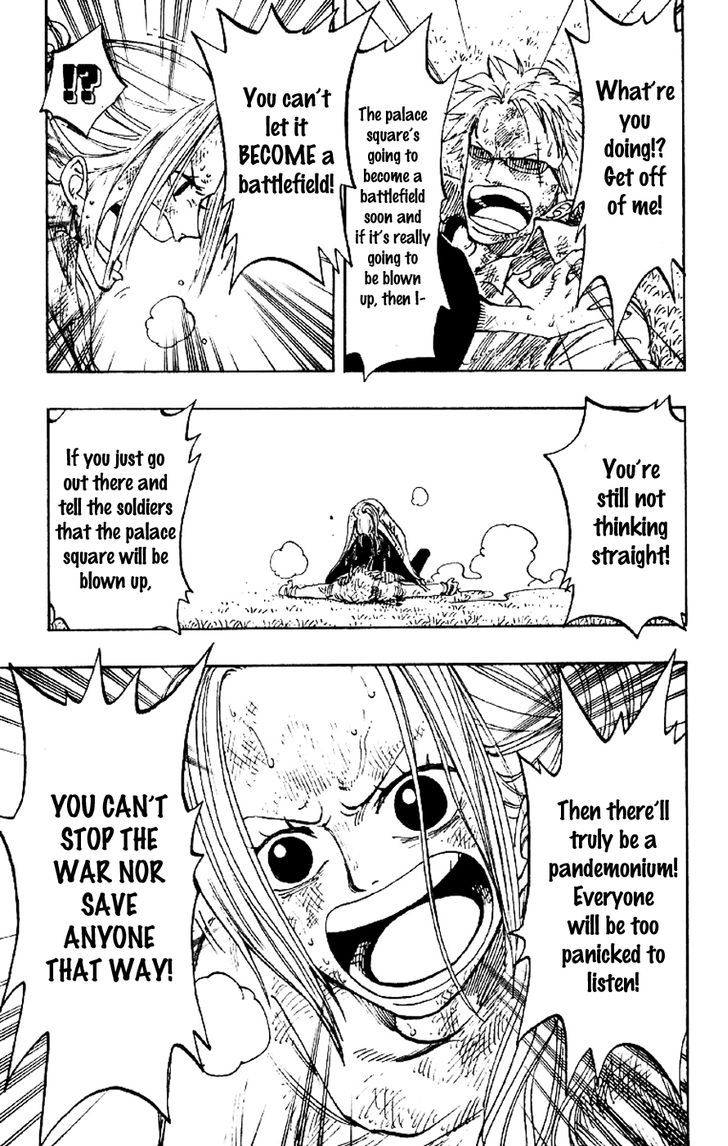 What're
you
doing!?
Get off
of me!
The palace
square's
going to
become a
battlefield
soon and
if it's really
going to
be blown
up, then I-
You can't
let it
BECOME a
battlefield!
!?
You're
still not
thinking
straight!
If you just go
out there and
tell the soldiers
that the palace
square will be
blown up,
Then there'll
truly be a
pandemonium!
Everyone
will be too
panicked to
listen!
YOU CAN'T
STOP THE
WAR NOR
SAVE
ANYONE
THAT WAY!